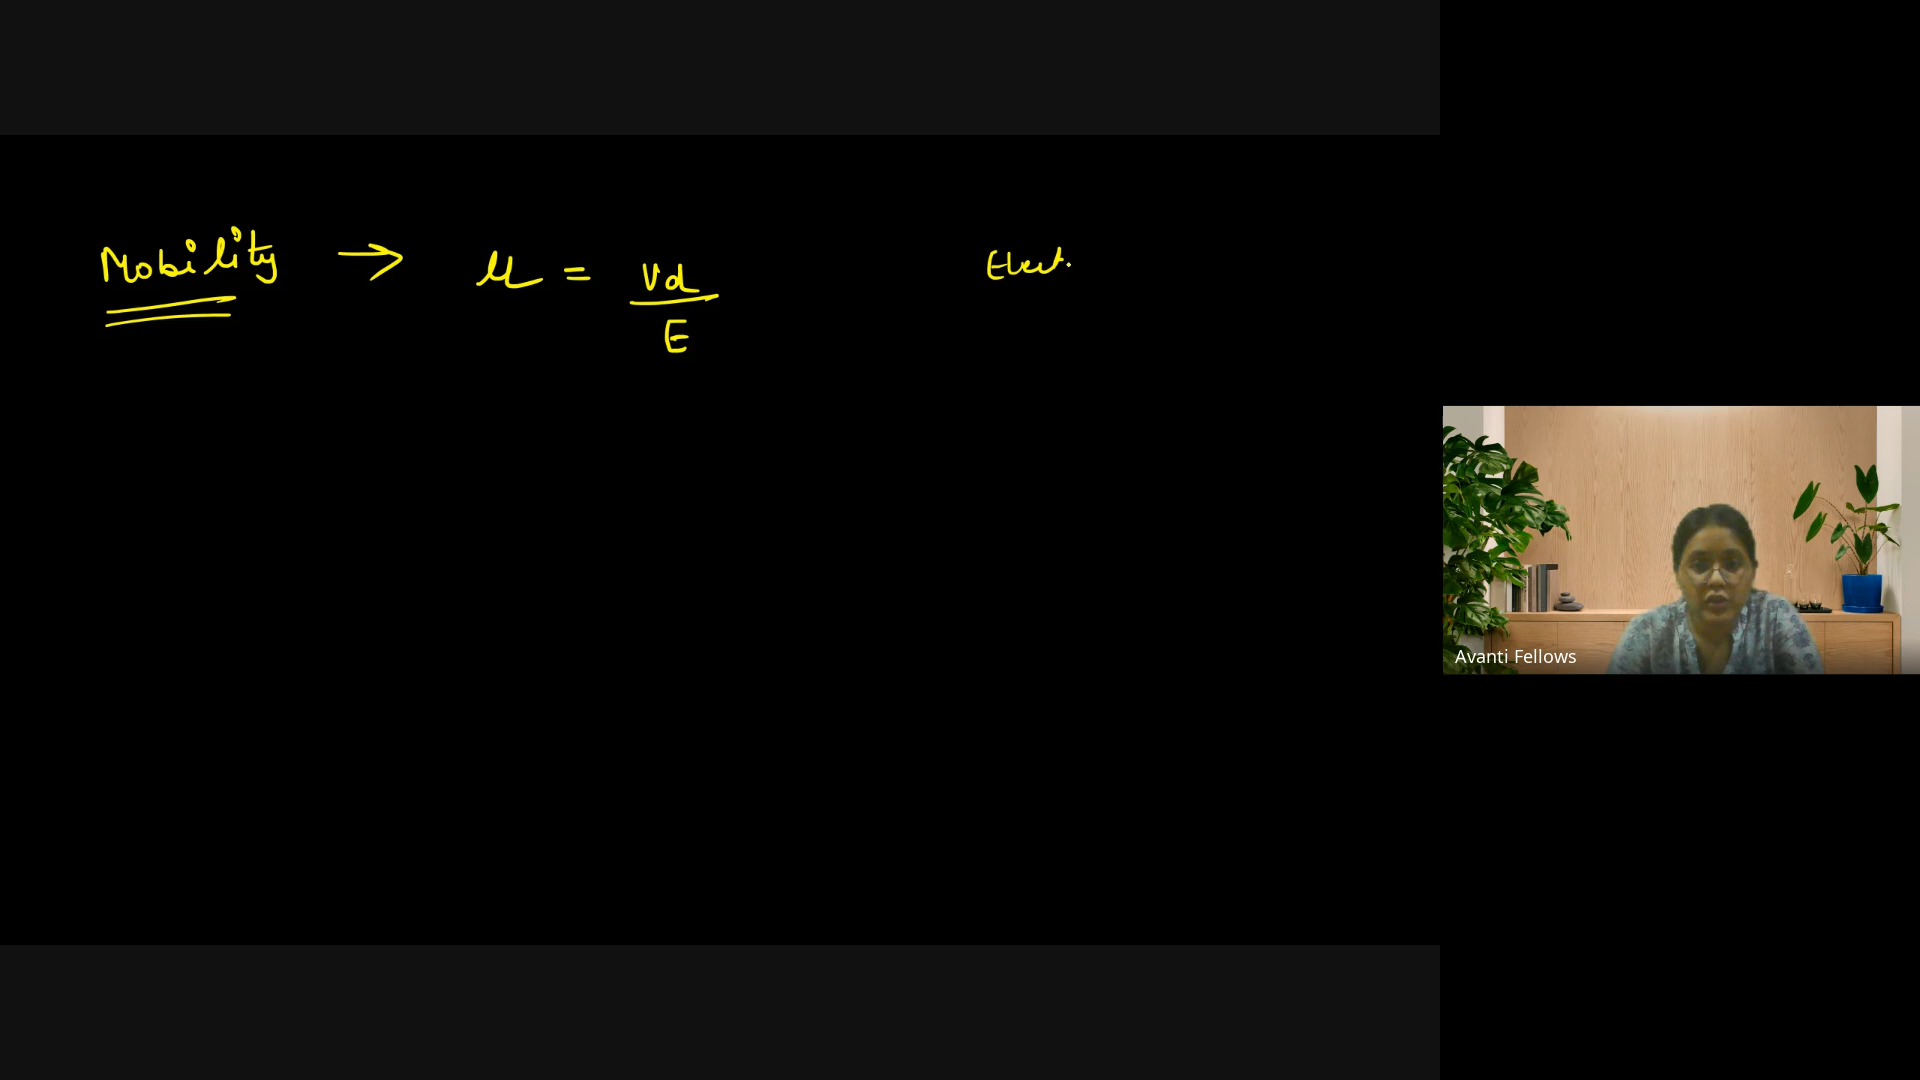 Mobility → μ = vd / E
Elect.
Avanti Fellows